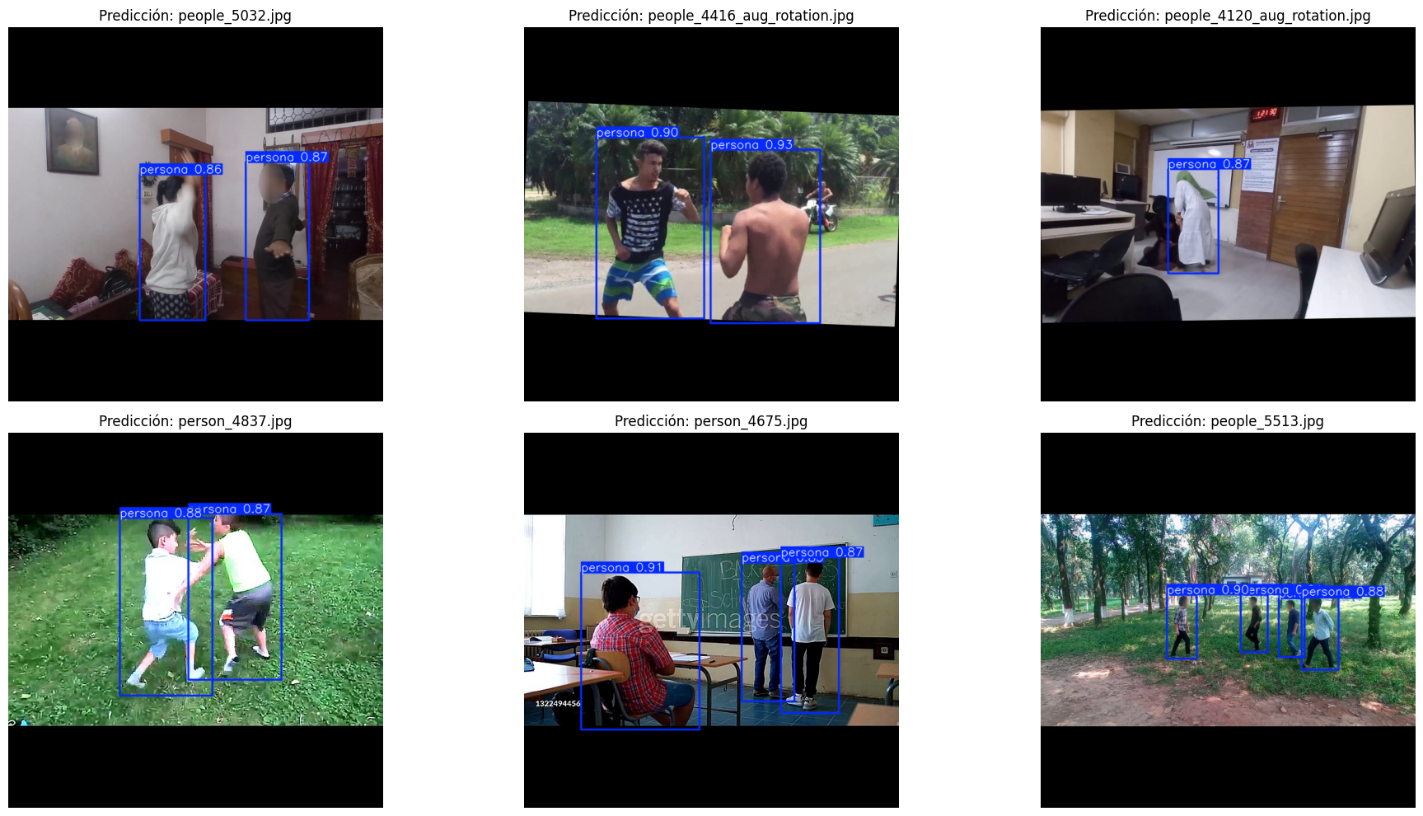 Predicción: people_5032.jpg
Predicción: people_4416_aug_rotation.jpg
Predicción: people_4120_aug_rotation.jpg
persona 0.86
persona 0.87
persona 0.90
persona 0.93
persona 0.87
Predicción: person_4837.jpg
Predicción: person_4675.jpg
Predicción: people_5513.jpg
persona 0.88
rsona 0.87
persona 0.91
persona 0.87
gettyimages
1322494456
persona 0.90
persona 0.88